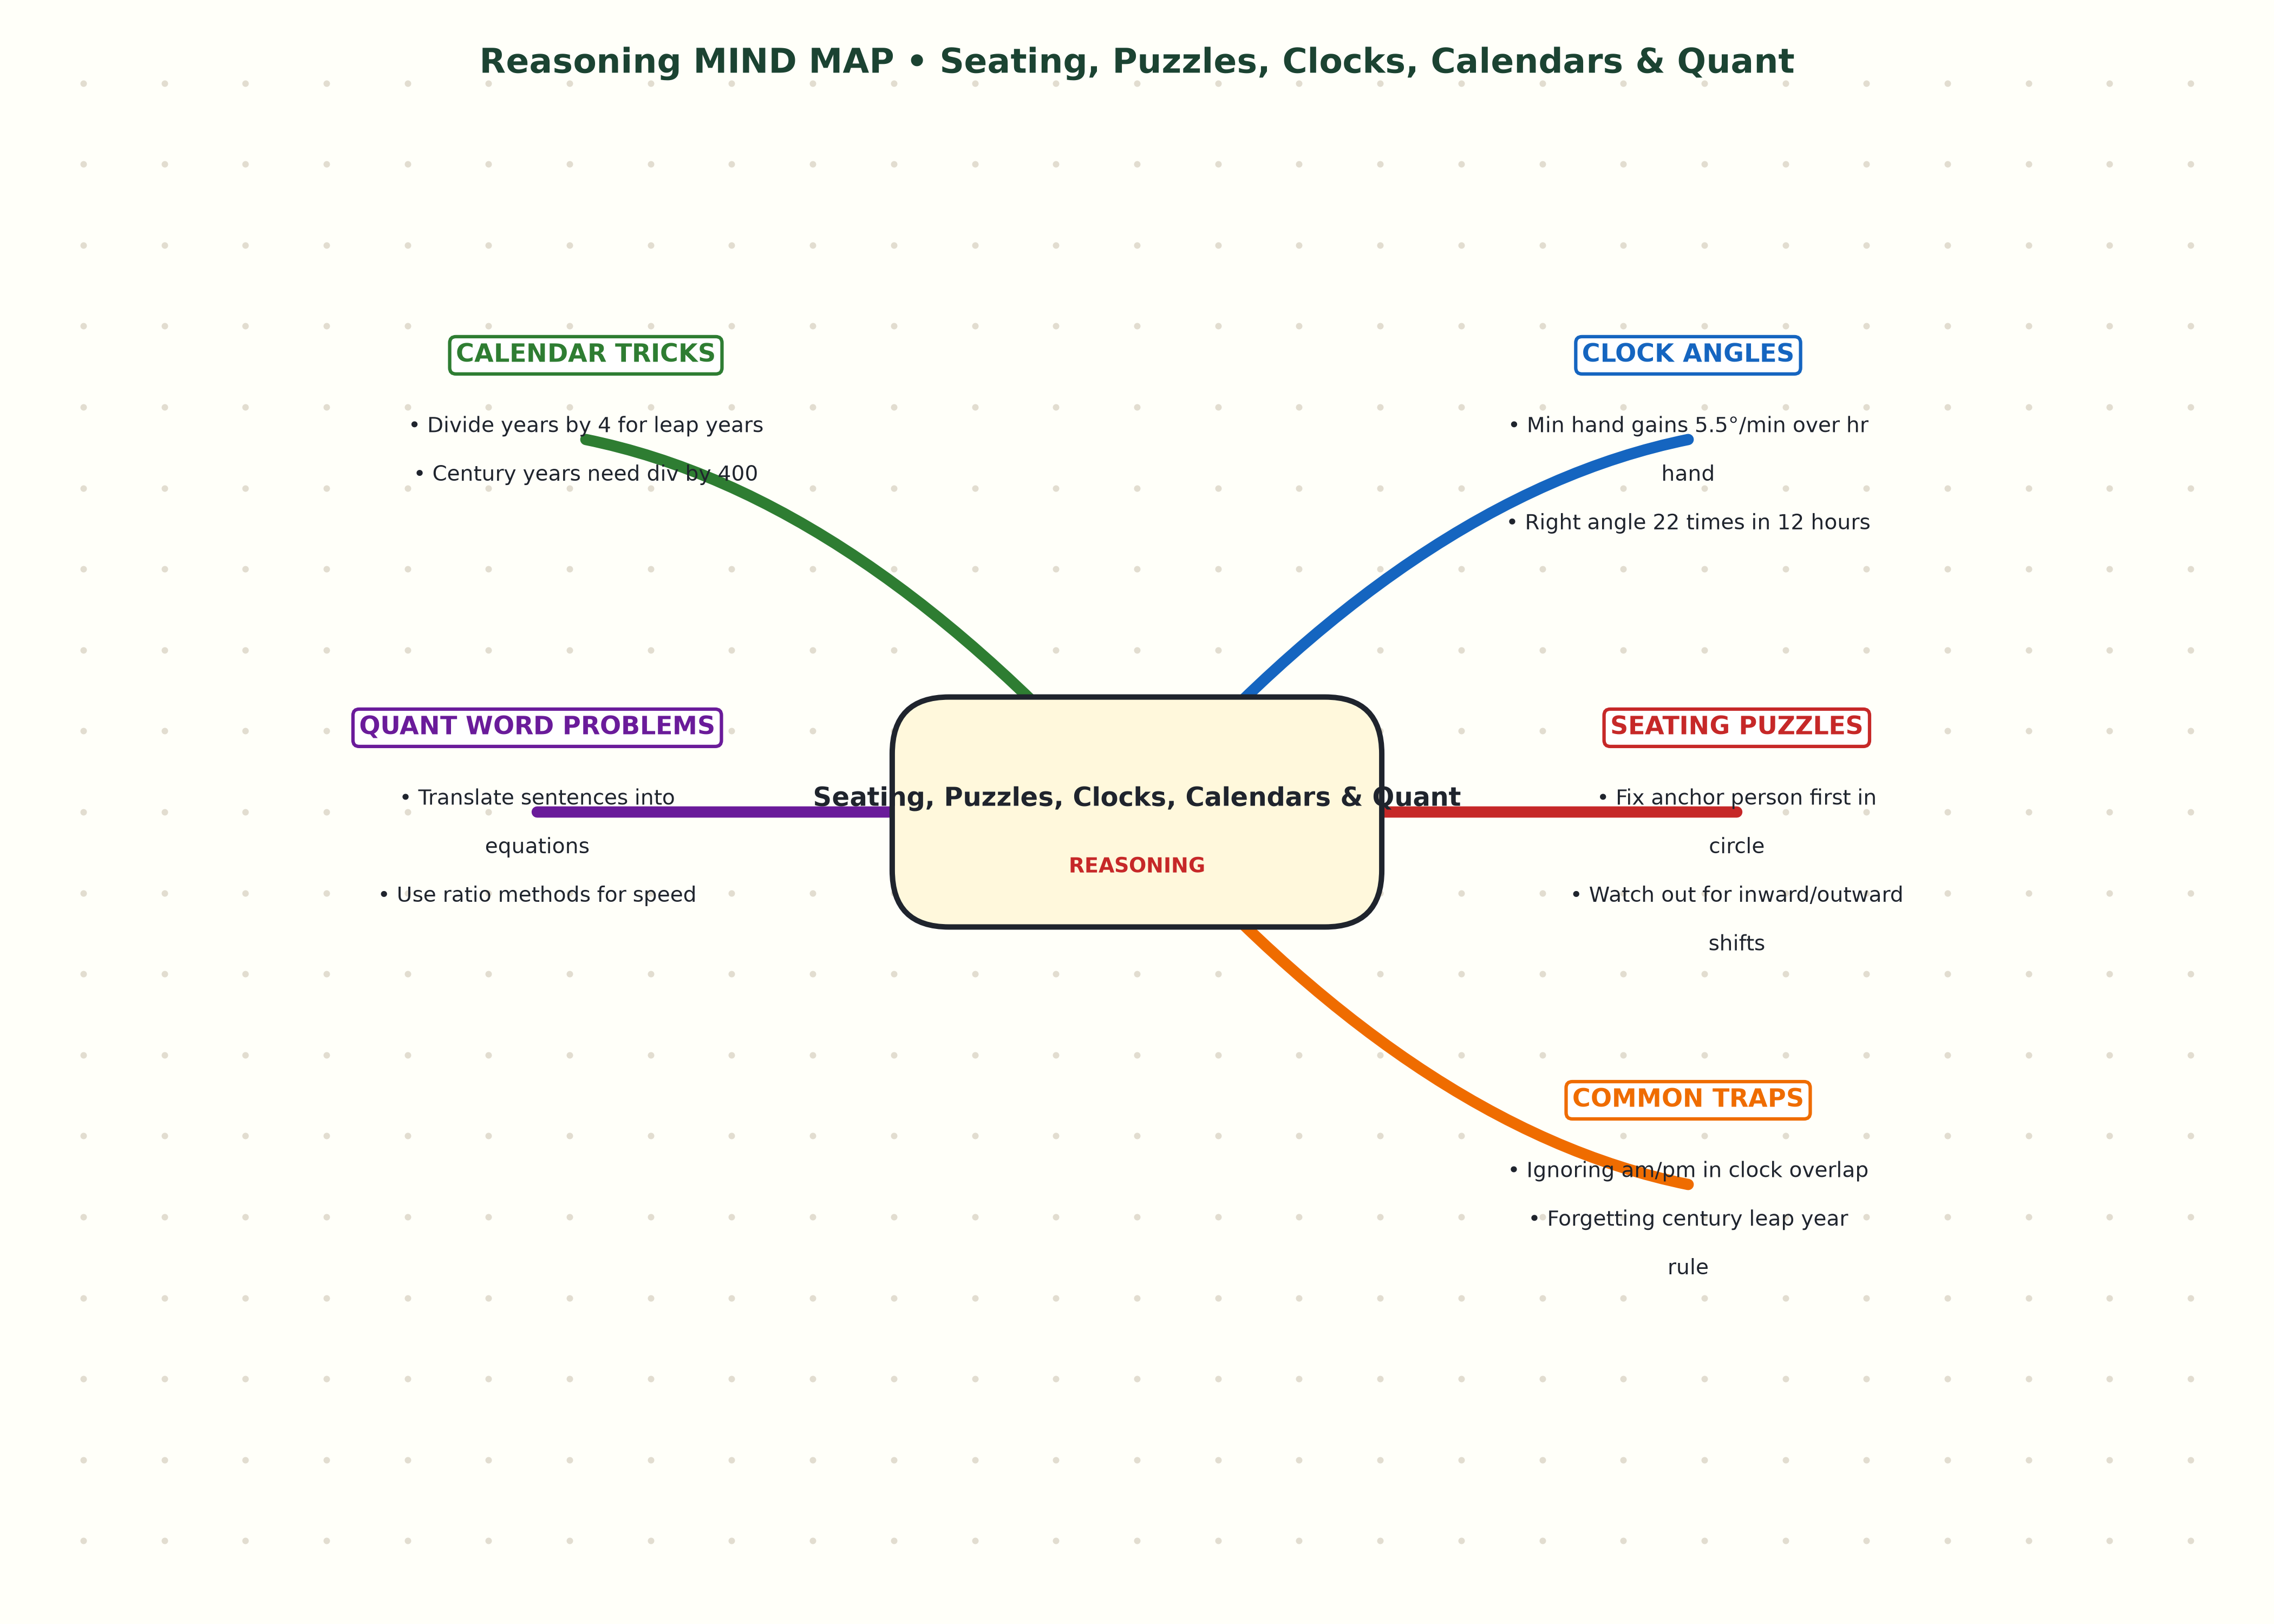 Reasoning MIND MAP • Seating, Puzzles, Clocks, Calendars & Quant
CALENDAR TRICKS
• Divide years by 4 for leap years
• Century years need div by 400
CLOCK ANGLES
• Min hand gains 5.5°/min over hr
hand
• Right angle 22 times in 12 hours
QUANT WORD PROBLEMS
• Translate sentences into
equations
• Use ratio methods for speed
Seating, Puzzles, Clocks, Calendars & Quant
REASONING
SEATING PUZZLES
• Fix anchor person first in
circle
• Watch out for inward/outward
shifts
COMMON TRAPS
• Ignoring am/pm in clock overlap
• Forgetting century leap year
rule